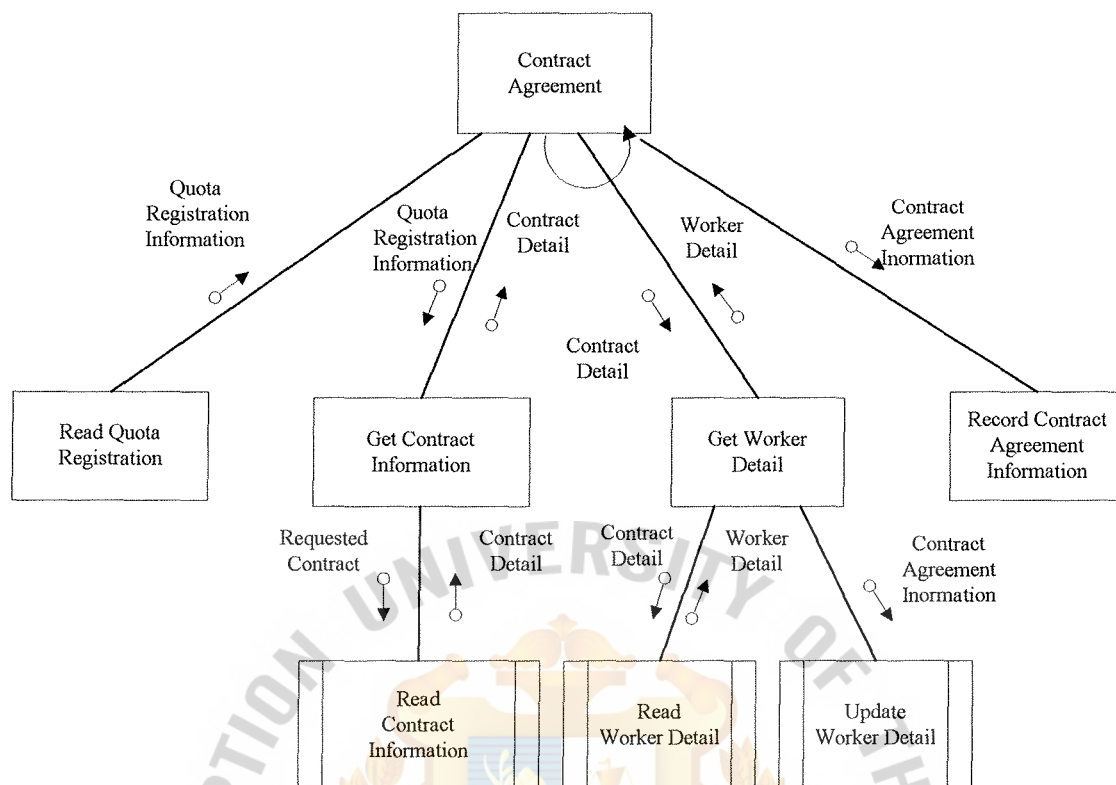 Contract
Agreement
Quota
Registration
Information
Quota
Registration
Information
Contract
Detail
Worker
Detail
Contract
Agreement
Inormation
Contract
Detail
Read Quota
Registration
Get Contract
Information
Get Worker
Detail
Record Contract
Agreement
Information
Requested
Contract
Contract
Detail
Contract
Detail
Worker
Detail
Contract
Agreement
Inormation
UNIVERSITY OF
Read
Contract
Information
Read
Worker Detail
Update
Worker Detail